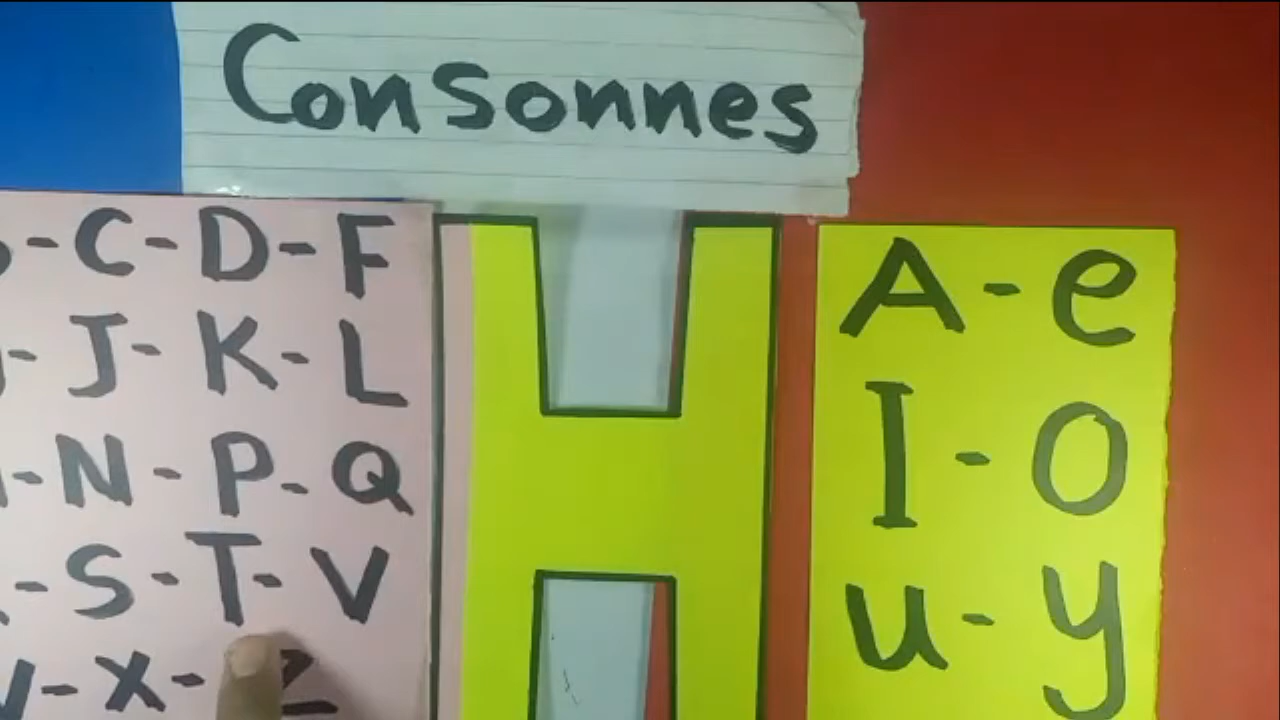 Consonnes
C-D-F
J-K-L
N-P-Q
S-T-V
X-Z
H
A-e
I-O
u-y